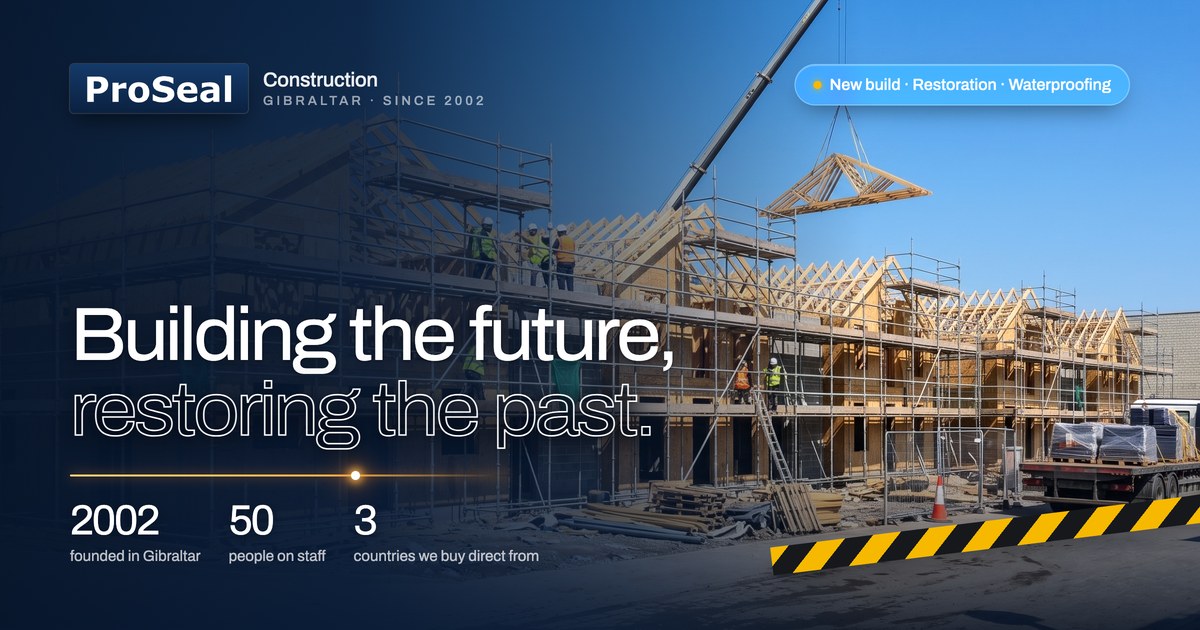 ProSeal
Construction
GIBRALTAR · SINCE 2002
New build · Restoration · Waterproofing
Building the future,
restoring the past.
2002
founded in Gibraltar
50
people on staff
3
countries we buy direct from